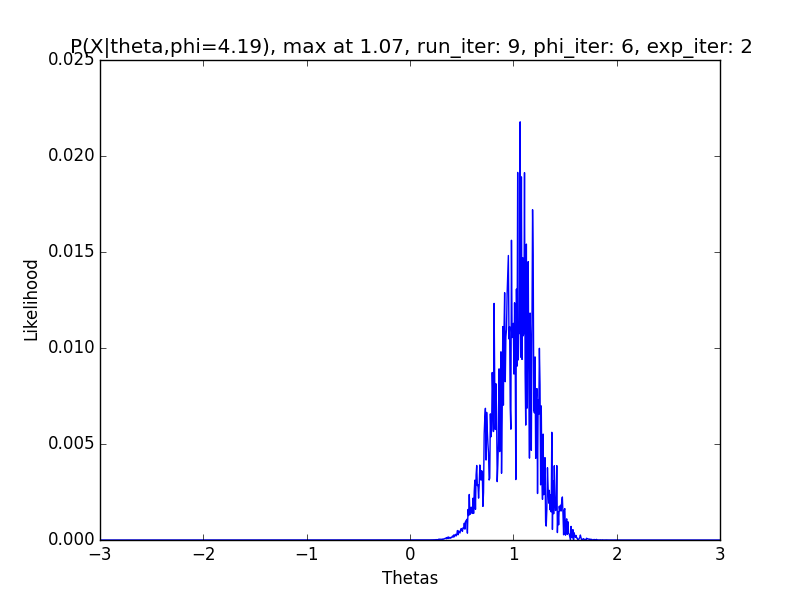 P(X|theta,phi=4.19), max at 1.07, run_iter: 9, phi_iter: 6, exp_iter: 2
0.025
0.020
0.015
0.010
0.005
0.000
Likelihood
−3 −2 −1 0 1 2 3
Thetas